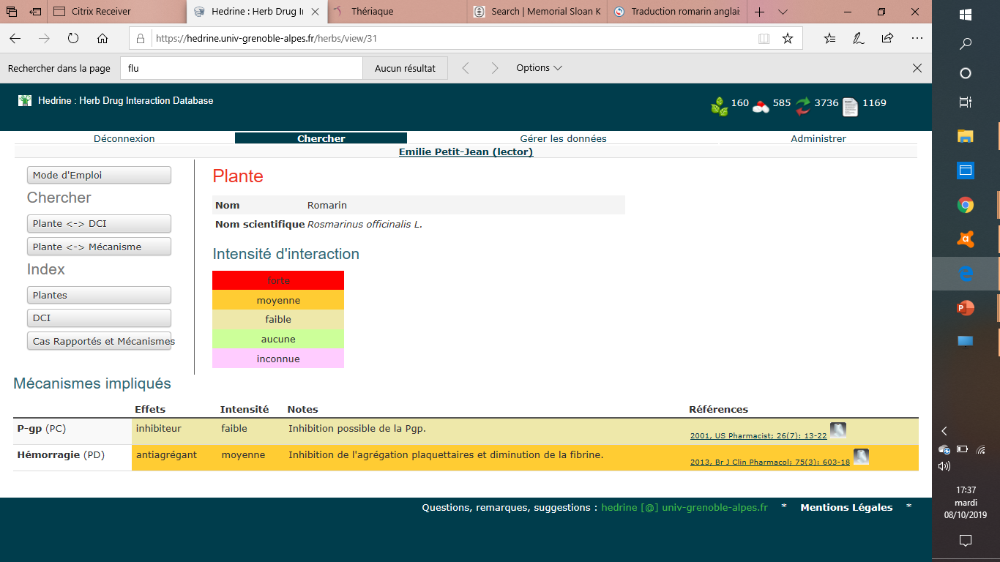 Citrix Receiver
Hedrine : Herb Drug In
Thériaque
Search | Memorial Sloan K
Traduction romarin anglais
https://hedrine.univ-grenoble-alpes.fr/herbs/view/31
Rechercher dans la page
flu
Aucun résultat
Options
Hedrine : Herb Drug Interaction Database
160 585 3736 1169
Déconnexion Chercher Gérer les données Administrer
Emilie Petit-Jean (lector)
Mode d'Emploi
Chercher
Plante <-> DCI
Plante <-> Mécanisme
Index
Plantes
DCI
Cas Rapportés et Mécanismes
Plante
Nom Romarin
Nom scientifique Rosmarinus officinalis L.
Intensité d'interaction
forte
moyenne
faible
aucune
inconnue
Mécanismes impliqués
Effets Intensité Notes Références
P-gp (PC) inhibiteur faible Inhibition possible de la Pgp. 2001, US Pharmacist; 26(7): 13-22
Hémorragie (PD) antiagrégant moyenne Inhibition de l'agrégation plaquettaires et diminution de la fibrine. 2013, Br J Clin Pharmacol; 75(3): 603-18
Questions, remarques, suggestions : hedrine [@] univ-grenoble-alpes.fr * Mentions Légales *
17:37
mardi
08/10/2019